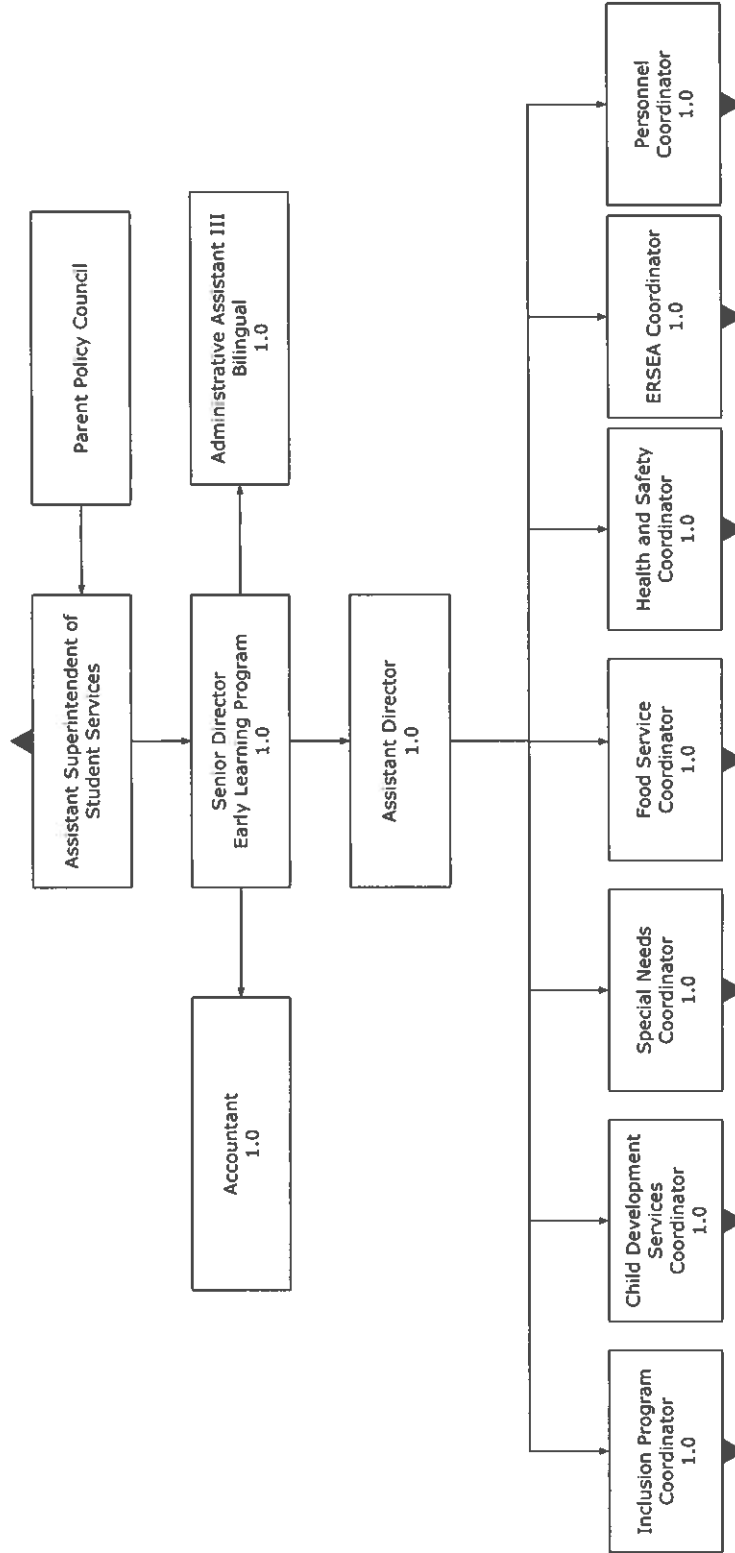 Assistant Superintendent of
Student Services
Parent Policy Council
Accountant
1.0
Senior Director
Early Learning Program
1.0
Administrative Assistant III
Bilingual
1.0
Assistant Director
1.0
Inclusion Program
Coordinator
1.0
Child Development
Services
Coordinator
1.0
Special Needs
Coordinator
1.0
Food Service
Coordinator
1.0
Health and Safety
Coordinator
1.0
ERSEA Coordinator
1.0
Personnel
Coordinator
1.0